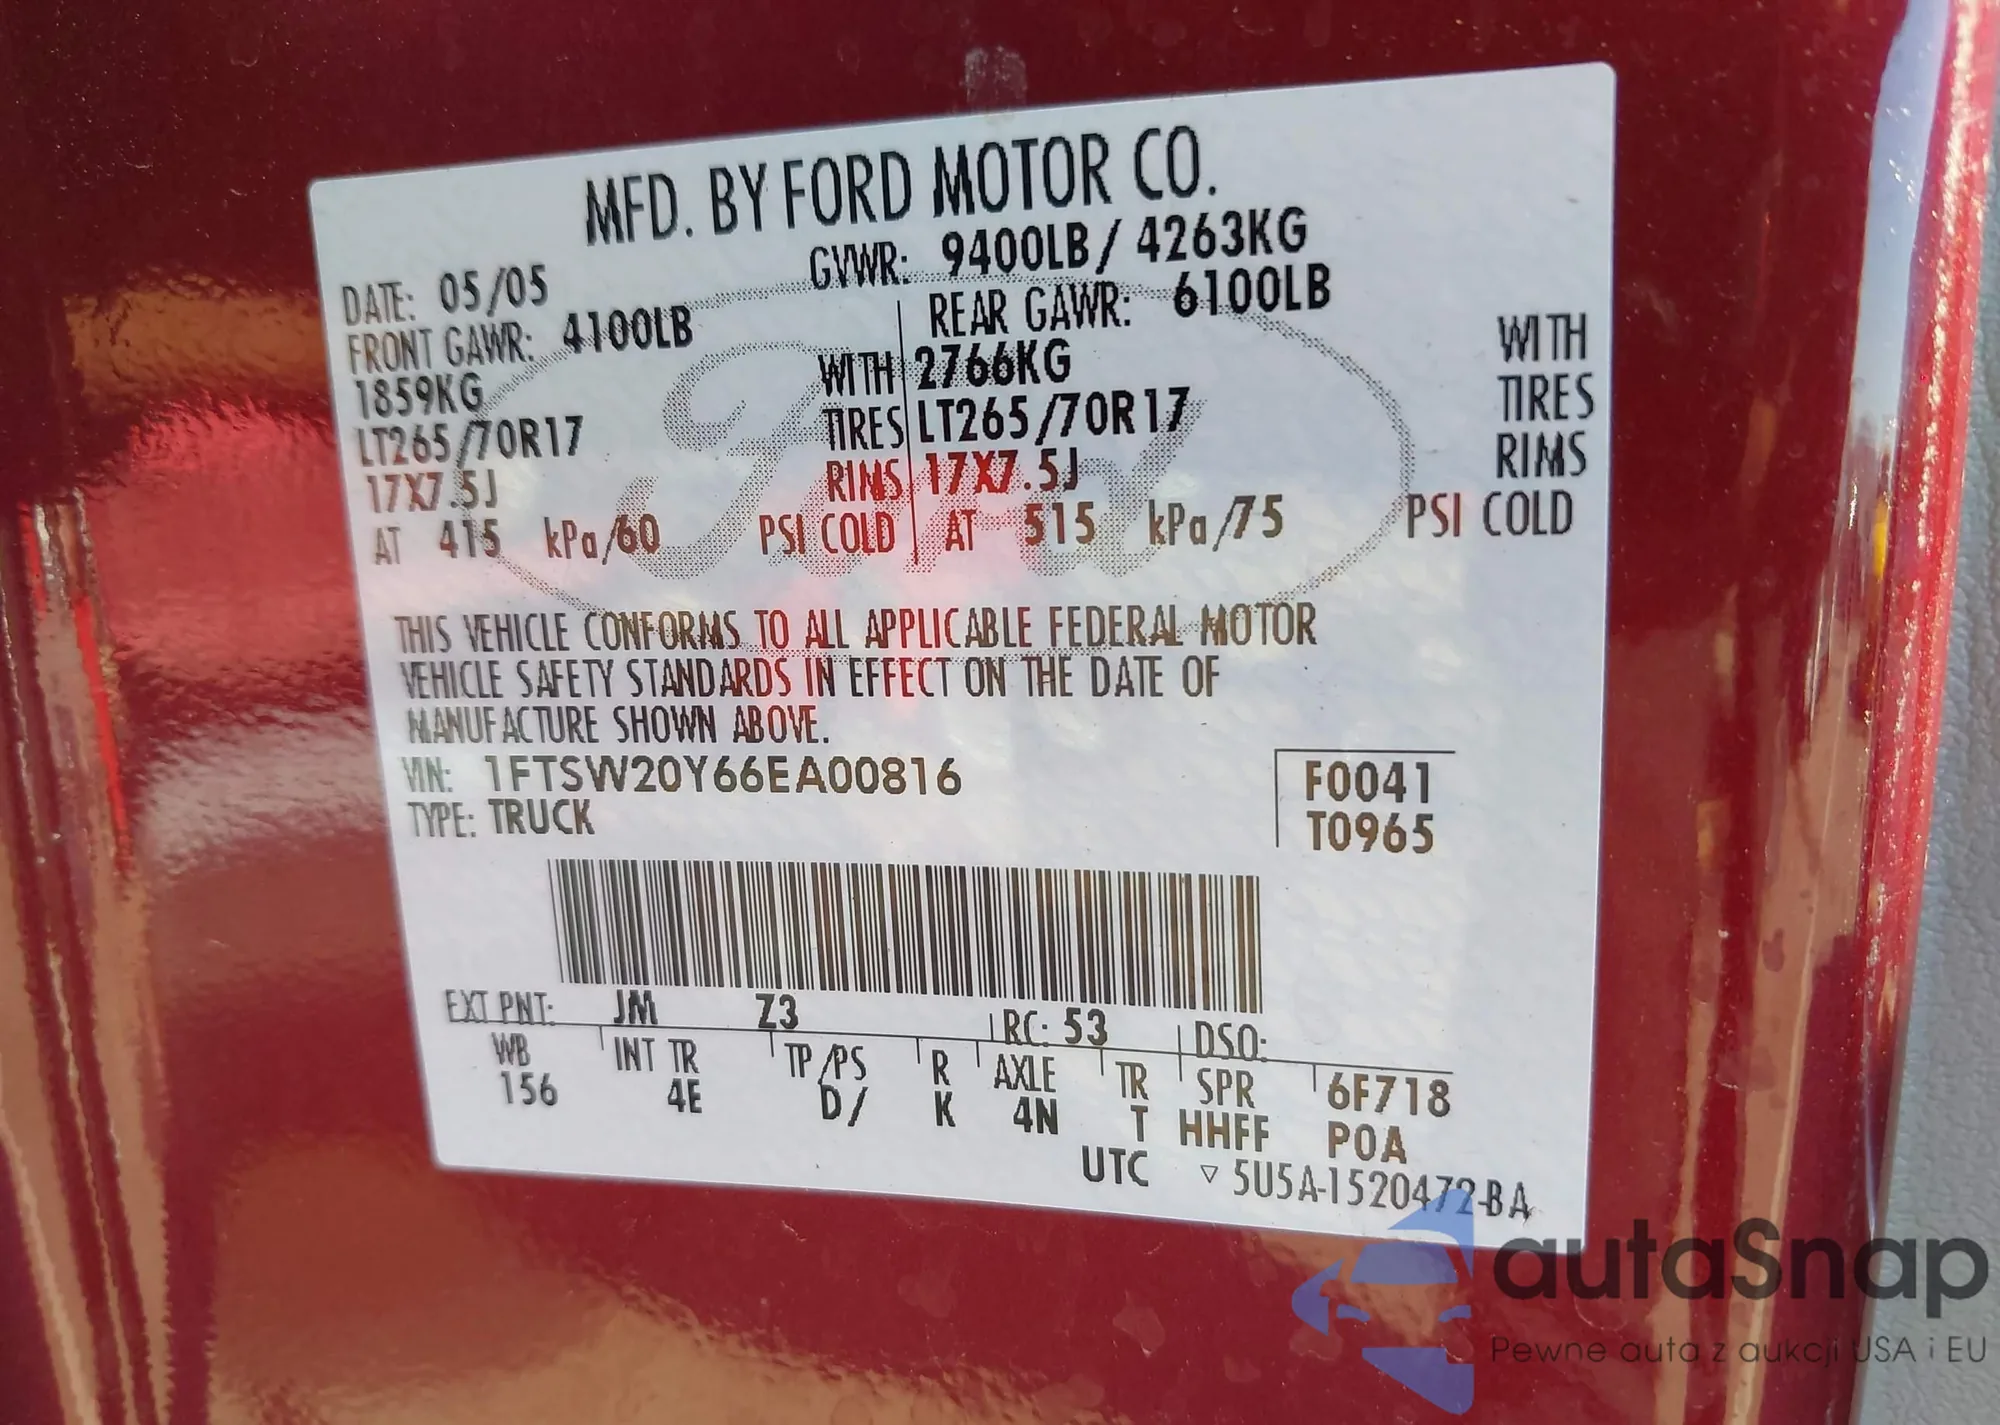 MFD. BY FORD MOTOR CO.
DATE: 05/05 GVWR: 9400LB / 4263KG
FRONT GAWR: 4100LB REAR GAWR: 6100LB
1859KG WITH 2766KG WITH
LT265/70R17 TIRES LT265/70R17 TIRES
17X7.5J RIMS 17X7.5J RIMS
AT 415 kPa/60 PSI COLD AT 515 kPa/75 PSI COLD
Ford
THIS VEHICLE CONFORMS TO ALL APPLICABLE FEDERAL MOTOR
VEHICLE SAFETY STANDARDS IN EFFECT ON THE DATE OF
MANUFACTURE SHOWN ABOVE.
VIN: 1FTSW20Y66EA00816 F0041
TYPE: TRUCK T0965
EXT PNT: JM Z3 RC: 53 DSO:
WB INT TR TP/PS R AXLE TR SPR 6F718
156 4E D/ K 4N T HHFF POA
UTC ▽ 5U5A-1520472-BA
autaSnap
Pewne auta z aukcji USA i EU